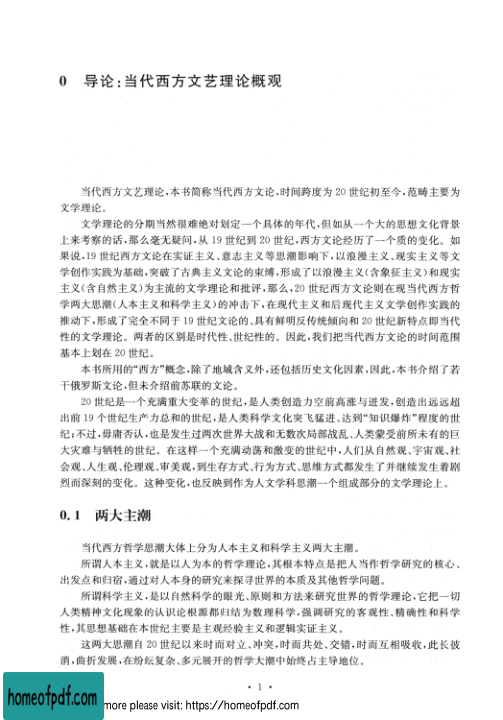 0 导论:当代西方文艺理论概观
当代西方文艺理论,本书简称当代西方文论,时间跨度为 20 世纪初至今,范畴主要为
文学理论。
文学理论的分期当然很难绝对划定一个具体的年代,但如从一个大的思想文化背景
上来考察的话,那么毫无疑问,从 19 世纪到 20 世纪,西方文论经历了一个质的变化。如
果说,19 世纪西方文论在实证主义、意志主义等思潮影响下,以浪漫主义、现实主义等文
学创作实践为基础,突破了古典主义文论的束缚,形成了以浪漫主义(含象征主义)和现实
主义(含自然主义)为主流的文学理论和批评,那么,20 世纪西方文论则在现当代西方哲
学两大思潮(人本主义和科学主义)的冲击下,在现代主义和后现代主义文学创作实践的
推动下,形成了完全不同于 19 世纪文论的、具有鲜明反传统倾向和 20 世纪新特点即当代
性的文学理论。两者的区别是时代性、世纪性的。因此,我们把当代西方文论的时间范围
基本上划在 20 世纪。
本书所用的“西方”概念,除了地域含义外,还包括历史文化因素,因此,本书介绍了若
干俄罗斯文论,但未介绍前苏联的文论。
20 世纪是一个充满重大变革的世纪,是人类创造力空前高涨与迸发,创造出远远超
出前 19 个世纪生产力总和的世纪,是人类科学文化突飞猛进、达到“知识爆炸”程度的世
纪;不过,毋庸否认,也是发生过两次世界大战和无数次局部战乱、人类蒙受前所未有的巨
大灾难与牺牲的世纪。在这样一个充满动荡和激变的世纪中,人们从自然观、宇宙观、社
会观、人生观、伦理观、审美观,到生存方式、行为方式、思维方式都发生了并继续发生着剧
烈而深刻的变化。这种变化,也反映到作为人文学科思潮一个组成部分的文学理论上。
0.1 两大主潮
当代西方哲学思潮大体上分为人本主义和科学主义两大主潮。
所谓人本主义,就是以人为本的哲学理论,其根本特点是把人当作哲学研究的核心、
出发点和归宿,通过对人本身的研究来探寻世界的本质及其他哲学问题。
所谓科学主义,是以自然科学的眼光、原则和方法来研究世界的哲学理论,它把一切
人类精神文化现象的认识论根源都归结为数理科学,强调研究的客观性、精确性和科学
性,其思想基础在本世纪主要是主观经验主义和逻辑实证主义。
这两大思潮自 20 世纪以来时而对立、冲突,时而共处、交错,时而互相吸收,此长彼
消,曲折发展,在纷纭复杂、多元展开的哲学大潮中始终占主导地位。
· 1 ·
homeofpdf.com
more please visit: https://homeofpdf.com